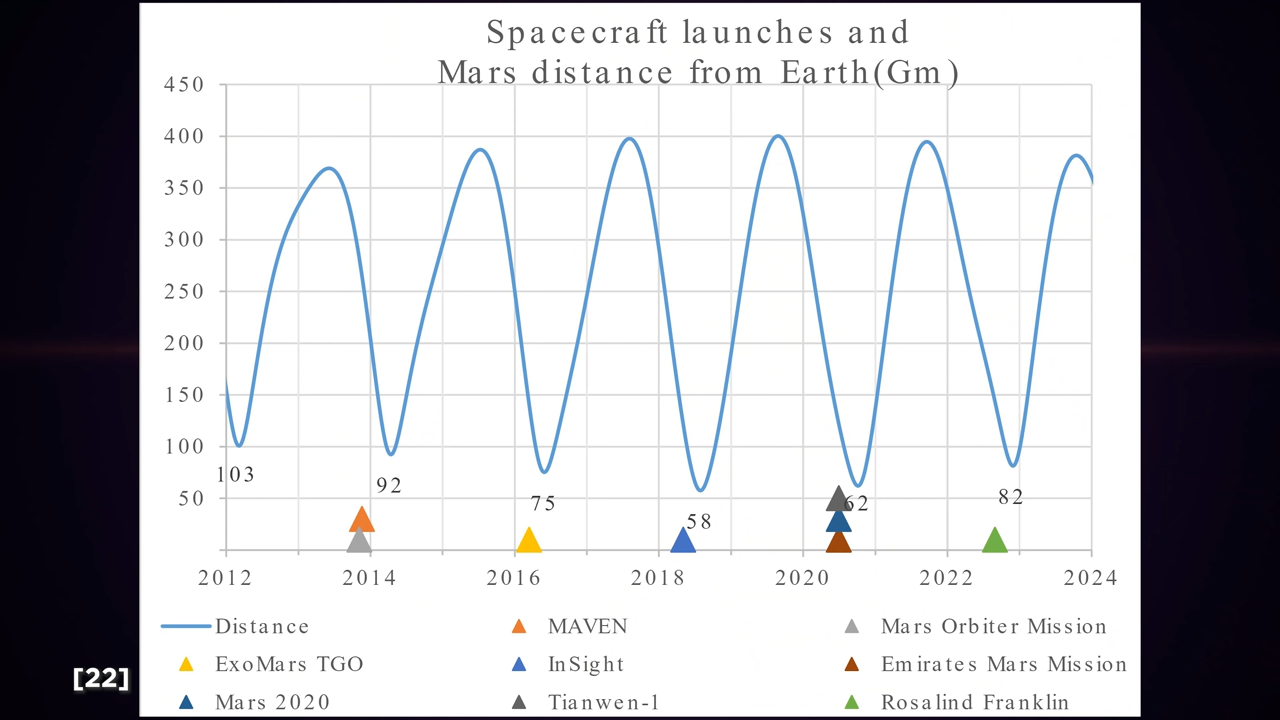 Spacecraft launches and
Mars distance from Earth(Gm)
450
400
350
300
250
200
150
100
50
103
92
75
58
62
82
2012 2014 2016 2018 2020 2022 2024
Distance MAVEN Mars Orbiter Mission
ExoMars TGO InSight Emirates Mars Mission
Mars 2020 Tianwen-1 Rosalind Franklin
[22]